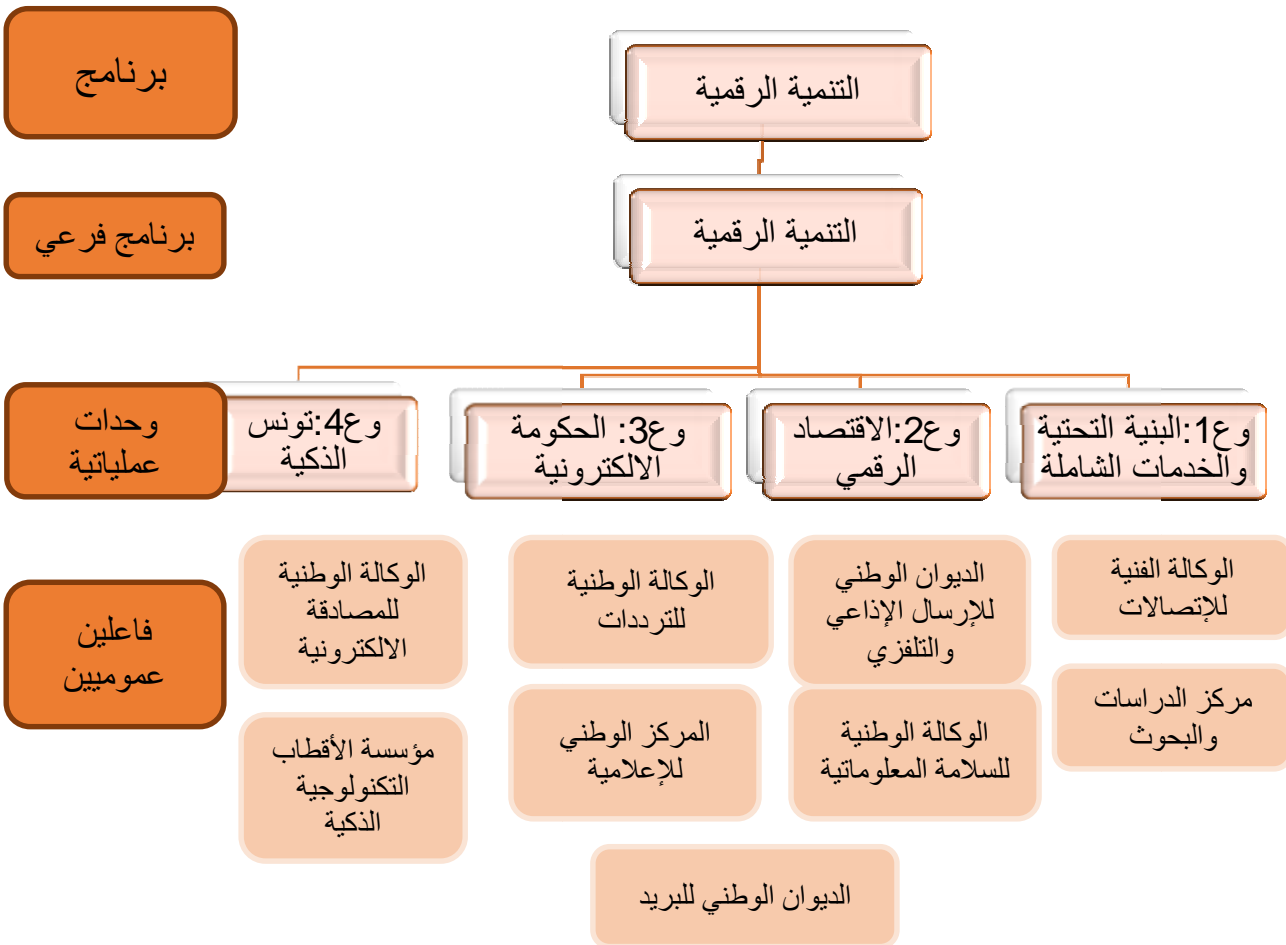 برنامج
التنمية الرقمية
برنامج فرعي
التنمية الرقمية
وحدات
عملياتية
وع1:البنية التحتية
والخدمات الشاملة
وع2:الاقتصاد
الرقمي
وع3: الحكومة
الالكترونية
وع4:تونس
الذكية
فاعلين
عموميين
الوكالة الفنية
للإتصالات
الديوان الوطني
للإرسال الإذاعي
والتلفزي
الوكالة الوطنية
للترددات
الوكالة الوطنية
للمصادقة
الالكترونية
مركز الدراسات
والبحوث
الوكالة الوطنية
للسلامة المعلوماتية
المركز الوطني
للإعلامية
مؤسسة الأقطاب
التكنولوجية
الذكية
الديوان الوطني للبريد